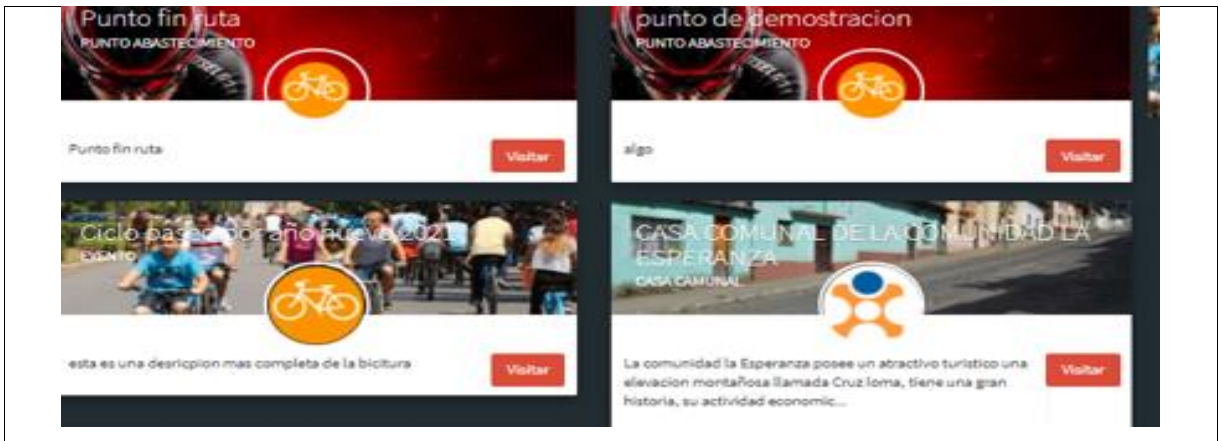 Punto fin ruta
PUNTO ABASTECIMIENTO
Punto fin ruta
Visitar
punto de demostracion
PUNTO ABASTECIMIENTO
algo
Visitar
Ciclo paseo por año nuevo 2021
EVENTO
esta es una desricpion mas completa de la bicitura
Visitar
CASA COMUNAL DE LA COMUNIDAD LA
ESPERANZA
CASA CAMUNAL
La comunidad la Esperanza posee un atractivo turistico una
elevacion montañosa llamada Cruz loma, tiene una gran
historia, su actividad economic...
Visitar